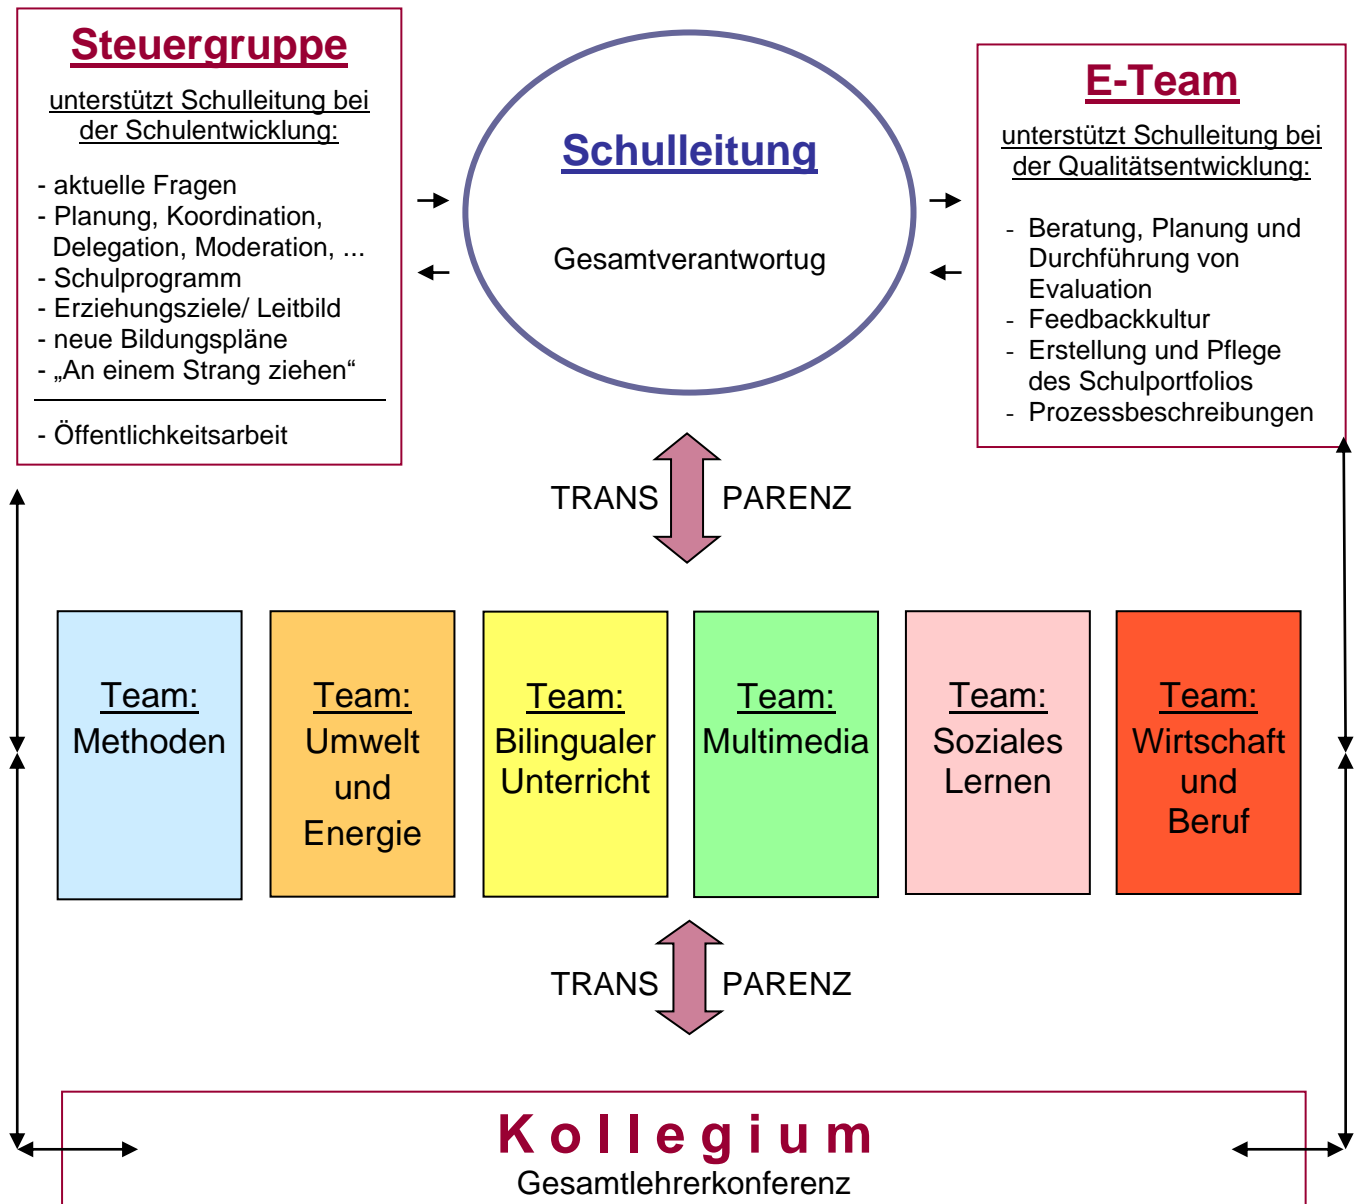 Steuergruppe
unterstützt Schulleitung bei
der Schulentwicklung:
- aktuelle Fragen
- Planung, Koordination,
Delegation, Moderation, ...
- Schulprogramm
- Erziehungsziele/ Leitbild
- neue Bildungspläne
- „An einem Strang ziehen“
- Öffentlichkeitsarbeit
Schulleitung
Gesamtverantwortug
E-Team
unterstützt Schulleitung bei
der Qualitätsentwicklung:
- Beratung, Planung und
Durchführung von
Evaluation
- Feedbackkultur
- Erstellung und Pflege
des Schulportfolios
- Prozessbeschreibungen
TRANS PARENZ
Team:
Methoden
Team:
Umwelt
und
Energie
Team:
Bilingualer
Unterricht
Team:
Multimedia
Team:
Soziales
Lernen
Team:
Wirtschaft
und
Beruf
TRANS PARENZ
Kollegium
Gesamtlehrerkonferenz